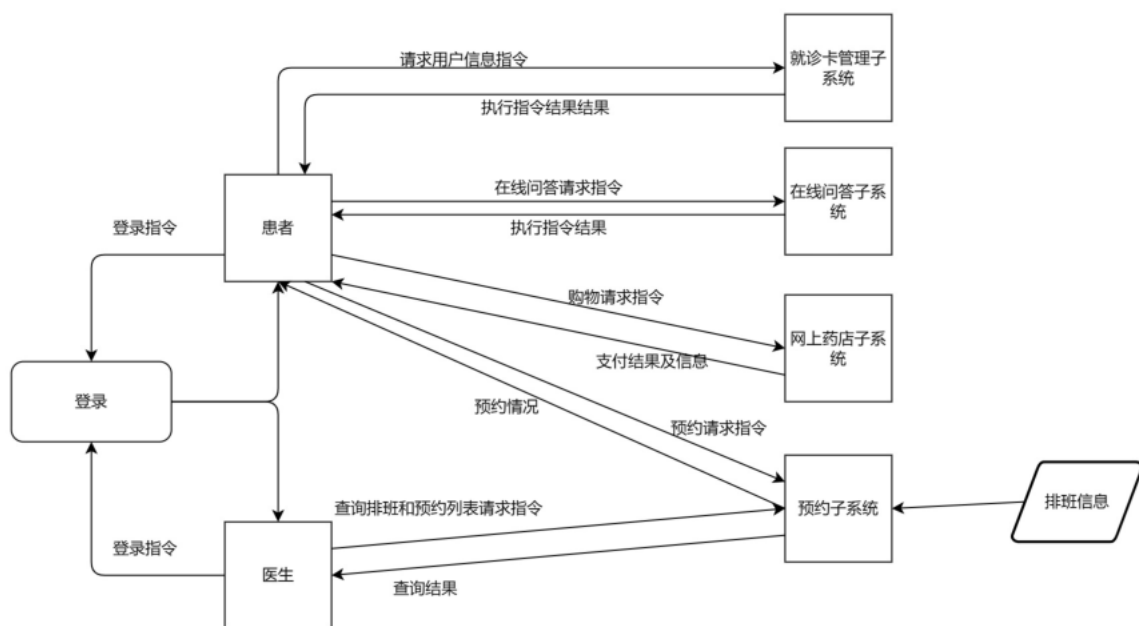 请求用户信息指令
就诊卡管理子
系统
执行指令结果结果
在线问答请求指令
在线问答子系
统
执行指令结果
登录指令
患者
购物请求指令
网上药店子系
统
支付结果及信息
登录
预约情况
预约请求指令
查询排班和预约列表请求指令
预约子系统
排班信息
登录指令
医生
查询结果